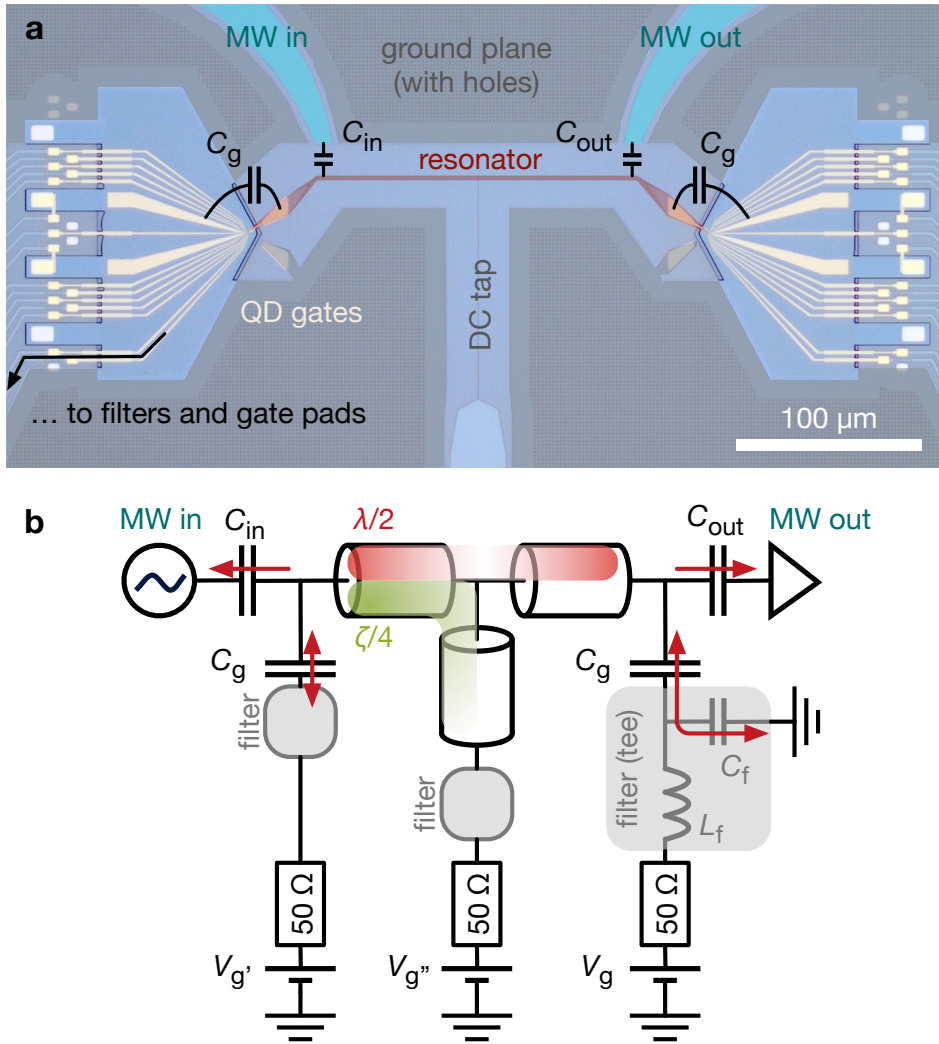 a
MW in
MW out
ground plane
(with holes)
C_g
C_in
C_out
C_g
resonator
QD gates
DC tap
... to filters and gate pads
100 µm
b
MW in
C_in
λ/2
C_out
MW out
ζ/4
C_g
C_g
filter
filter
filter (tee)
C_f
L_f
50 Ω
50 Ω
50 Ω
V_g'
V_g"
V_g